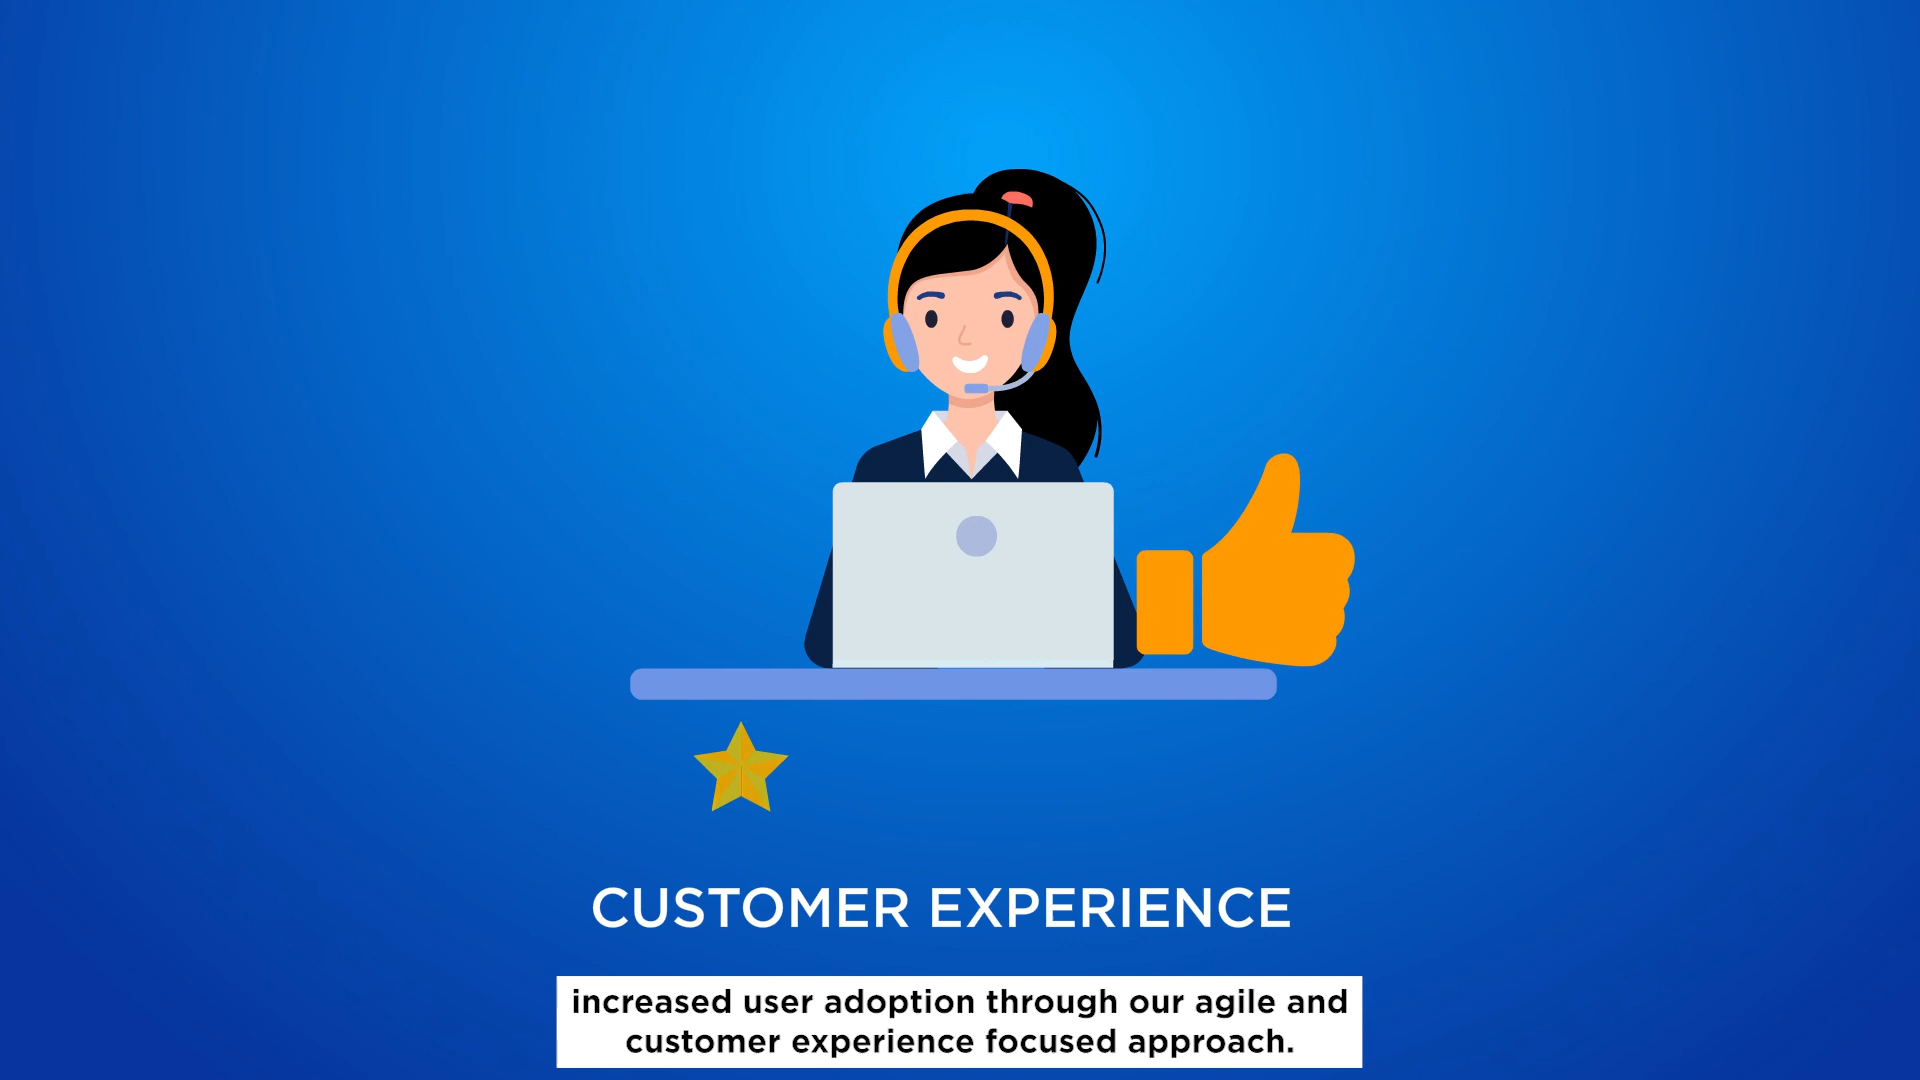 CUSTOMER EXPERIENCE
increased user adoption through our agile and
customer experience focused approach.